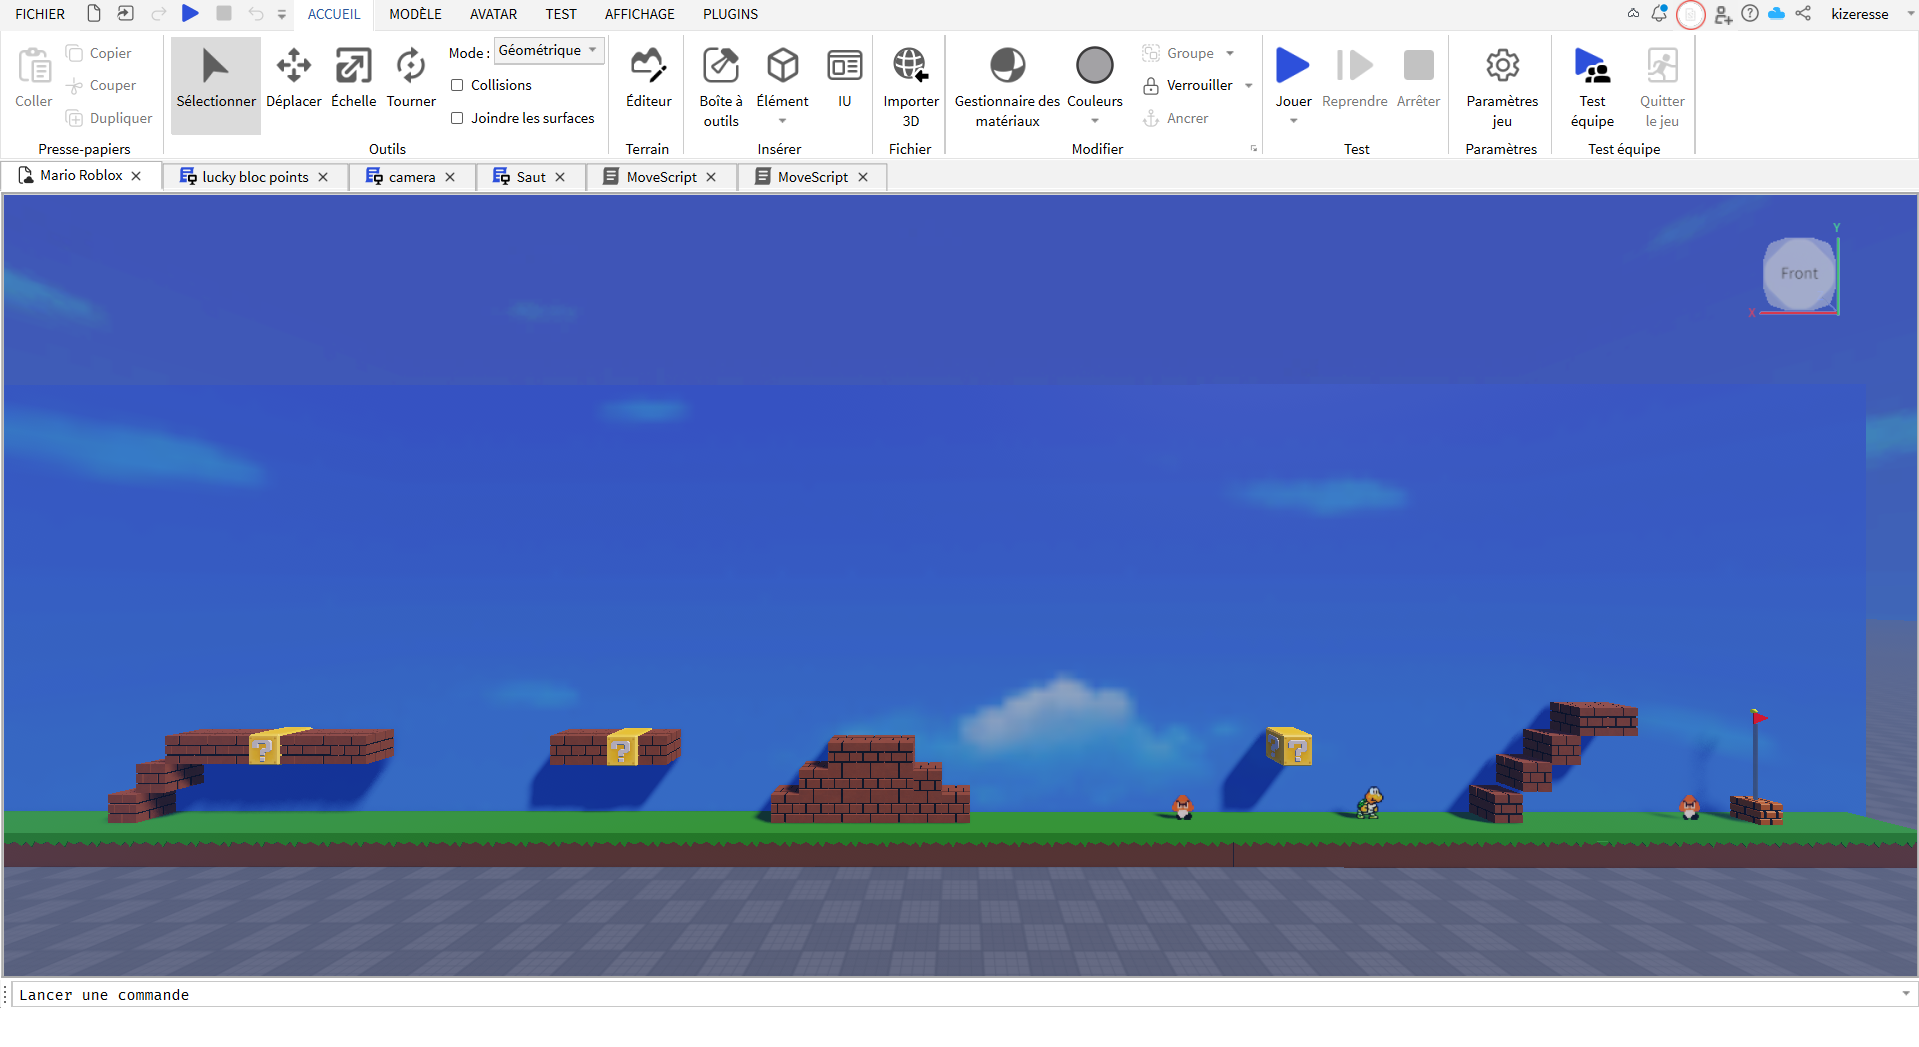 FICHIER ACCUEIL MODÈLE AVATAR TEST AFFICHAGE PLUGINS kizeresse
Coller
Copier
Couper
Dupliquer
Presse-papiers
Sélectionner Déplacer Échelle Tourner
Mode : Géométrique
Collisions
Joindre les surfaces
Outils
Éditeur
Terrain
Boîte à
outils
Élément
IU
Insérer
Importer
3D
Fichier
Gestionnaire des
matériaux
Couleurs
Groupe
Verrouiller
Ancrer
Modifier
Jouer Reprendre Arrêter
Test
Paramètres
jeu
Paramètres
Test
équipe
Quitter
le jeu
Test équipe
Mario Roblox
lucky bloc points
camera
Saut
MoveScript
MoveScript
Y
Front
X
?
?
? ?
Lancer une commande